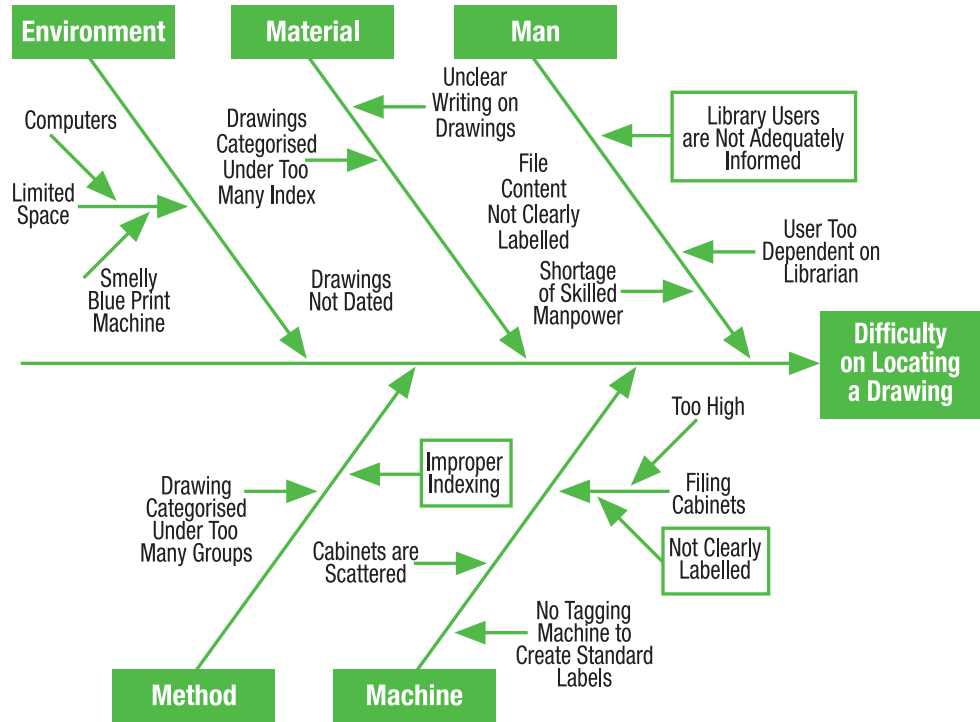 Environment
Material
Man
Computers
Limited
Space
Smelly
Blue Print
Machine
Drawings
Categorised
Under Too
Many Index
Unclear
Writing on
Drawings
Drawings
Not Dated
File
Content
Not Clearly
Labelled
Library Users
are Not Adequately
Informed
User Too
Dependent on
Librarian
Shortage
of Skilled
Manpower
Difficulty
on Locating
a Drawing
Drawing
Categorised
Under Too
Many Groups
Improper
Indexing
Too High
Filing
Cabinets
Not Clearly
Labelled
Cabinets are
Scattered
No Tagging
Machine to
Create Standard
Labels
Method
Machine